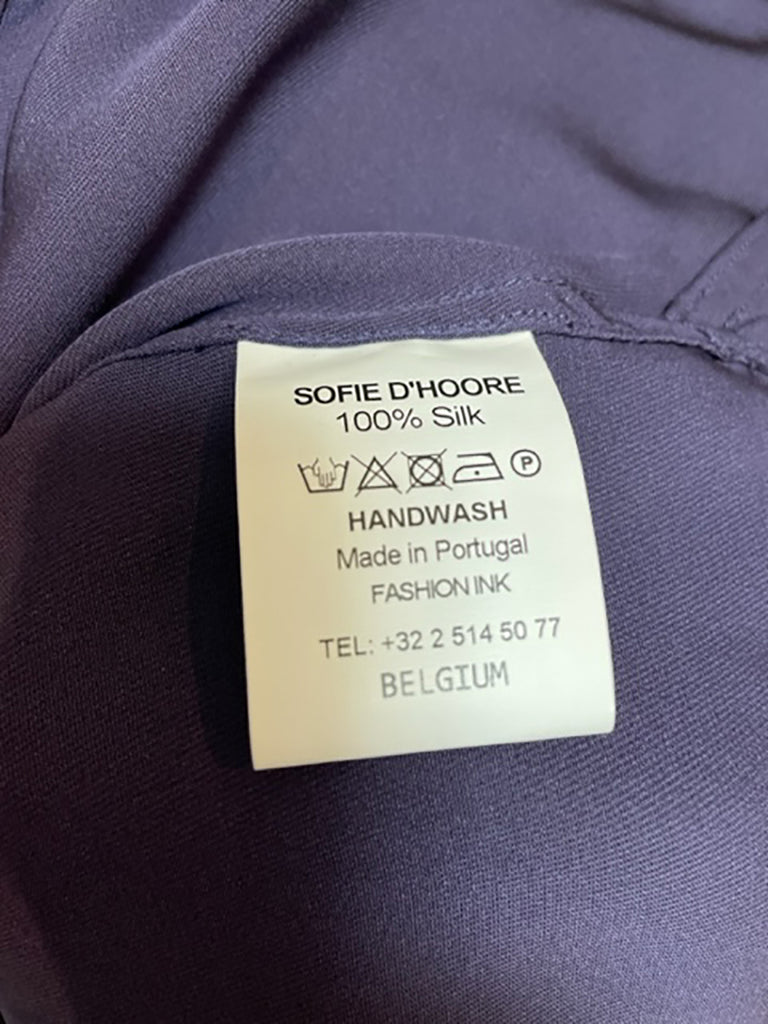 SOFIE D'HOORE
100% Silk
P
HANDWASH
Made in Portugal
FASHION INK
TEL: +32 2 514 50 77
BELGIUM